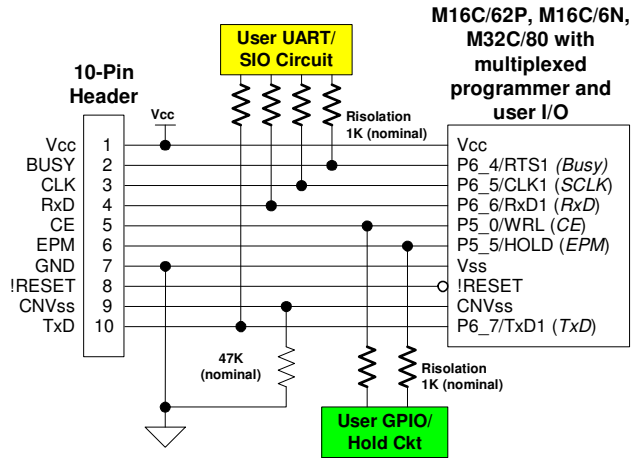 M16C/62P, M16C/6N,
M32C/80 with
multiplexed
programmer and
user I/O
User UART/
SIO Circuit
10-Pin
Header
Vcc
Risolation
1K (nominal)
Vcc 1 Vcc
BUSY 2 P6_4/RTS1 (Busy)
CLK 3 P6_5/CLK1 (SCLK)
RxD 4 P6_6/RxD1 (RxD)
CE 5 P5_0/WRL (CE)
EPM 6 P5_5/HOLD (EPM)
GND 7 Vss
!RESET 8 !RESET
CNVss 9 CNVss
TxD 10 P6_7/TxD1 (TxD)
47K
(nominal)
Risolation
1K (nominal)
User GPIO/
Hold Ckt